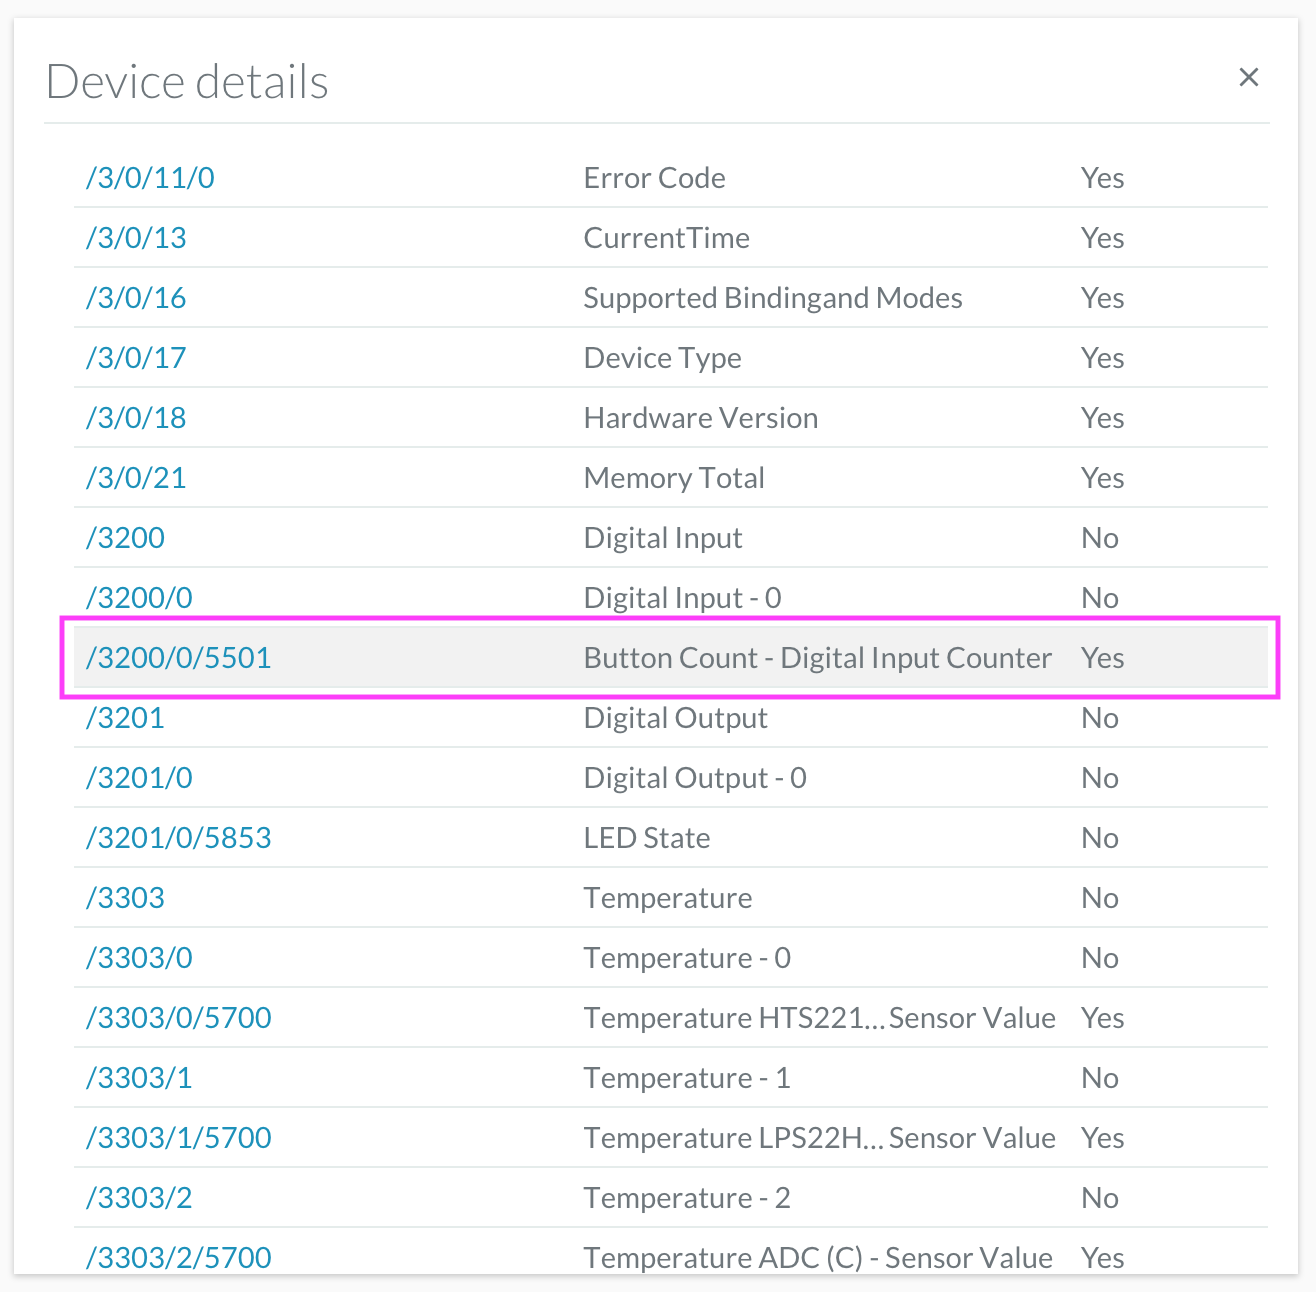 Device details ×
/3/0/11/0 Error Code Yes
/3/0/13 CurrentTime Yes
/3/0/16 Supported Bindingand Modes Yes
/3/0/17 Device Type Yes
/3/0/18 Hardware Version Yes
/3/0/21 Memory Total Yes
/3200 Digital Input No
/3200/0 Digital Input - 0 No
/3200/0/5501 Button Count - Digital Input Counter Yes
/3201 Digital Output No
/3201/0 Digital Output - 0 No
/3201/0/5853 LED State No
/3303 Temperature No
/3303/0 Temperature - 0 No
/3303/0/5700 Temperature HTS221... Sensor Value Yes
/3303/1 Temperature - 1 No
/3303/1/5700 Temperature LPS22H... Sensor Value Yes
/3303/2 Temperature - 2 No
/3303/2/5700 Temperature ADC (C) - Sensor Value Yes